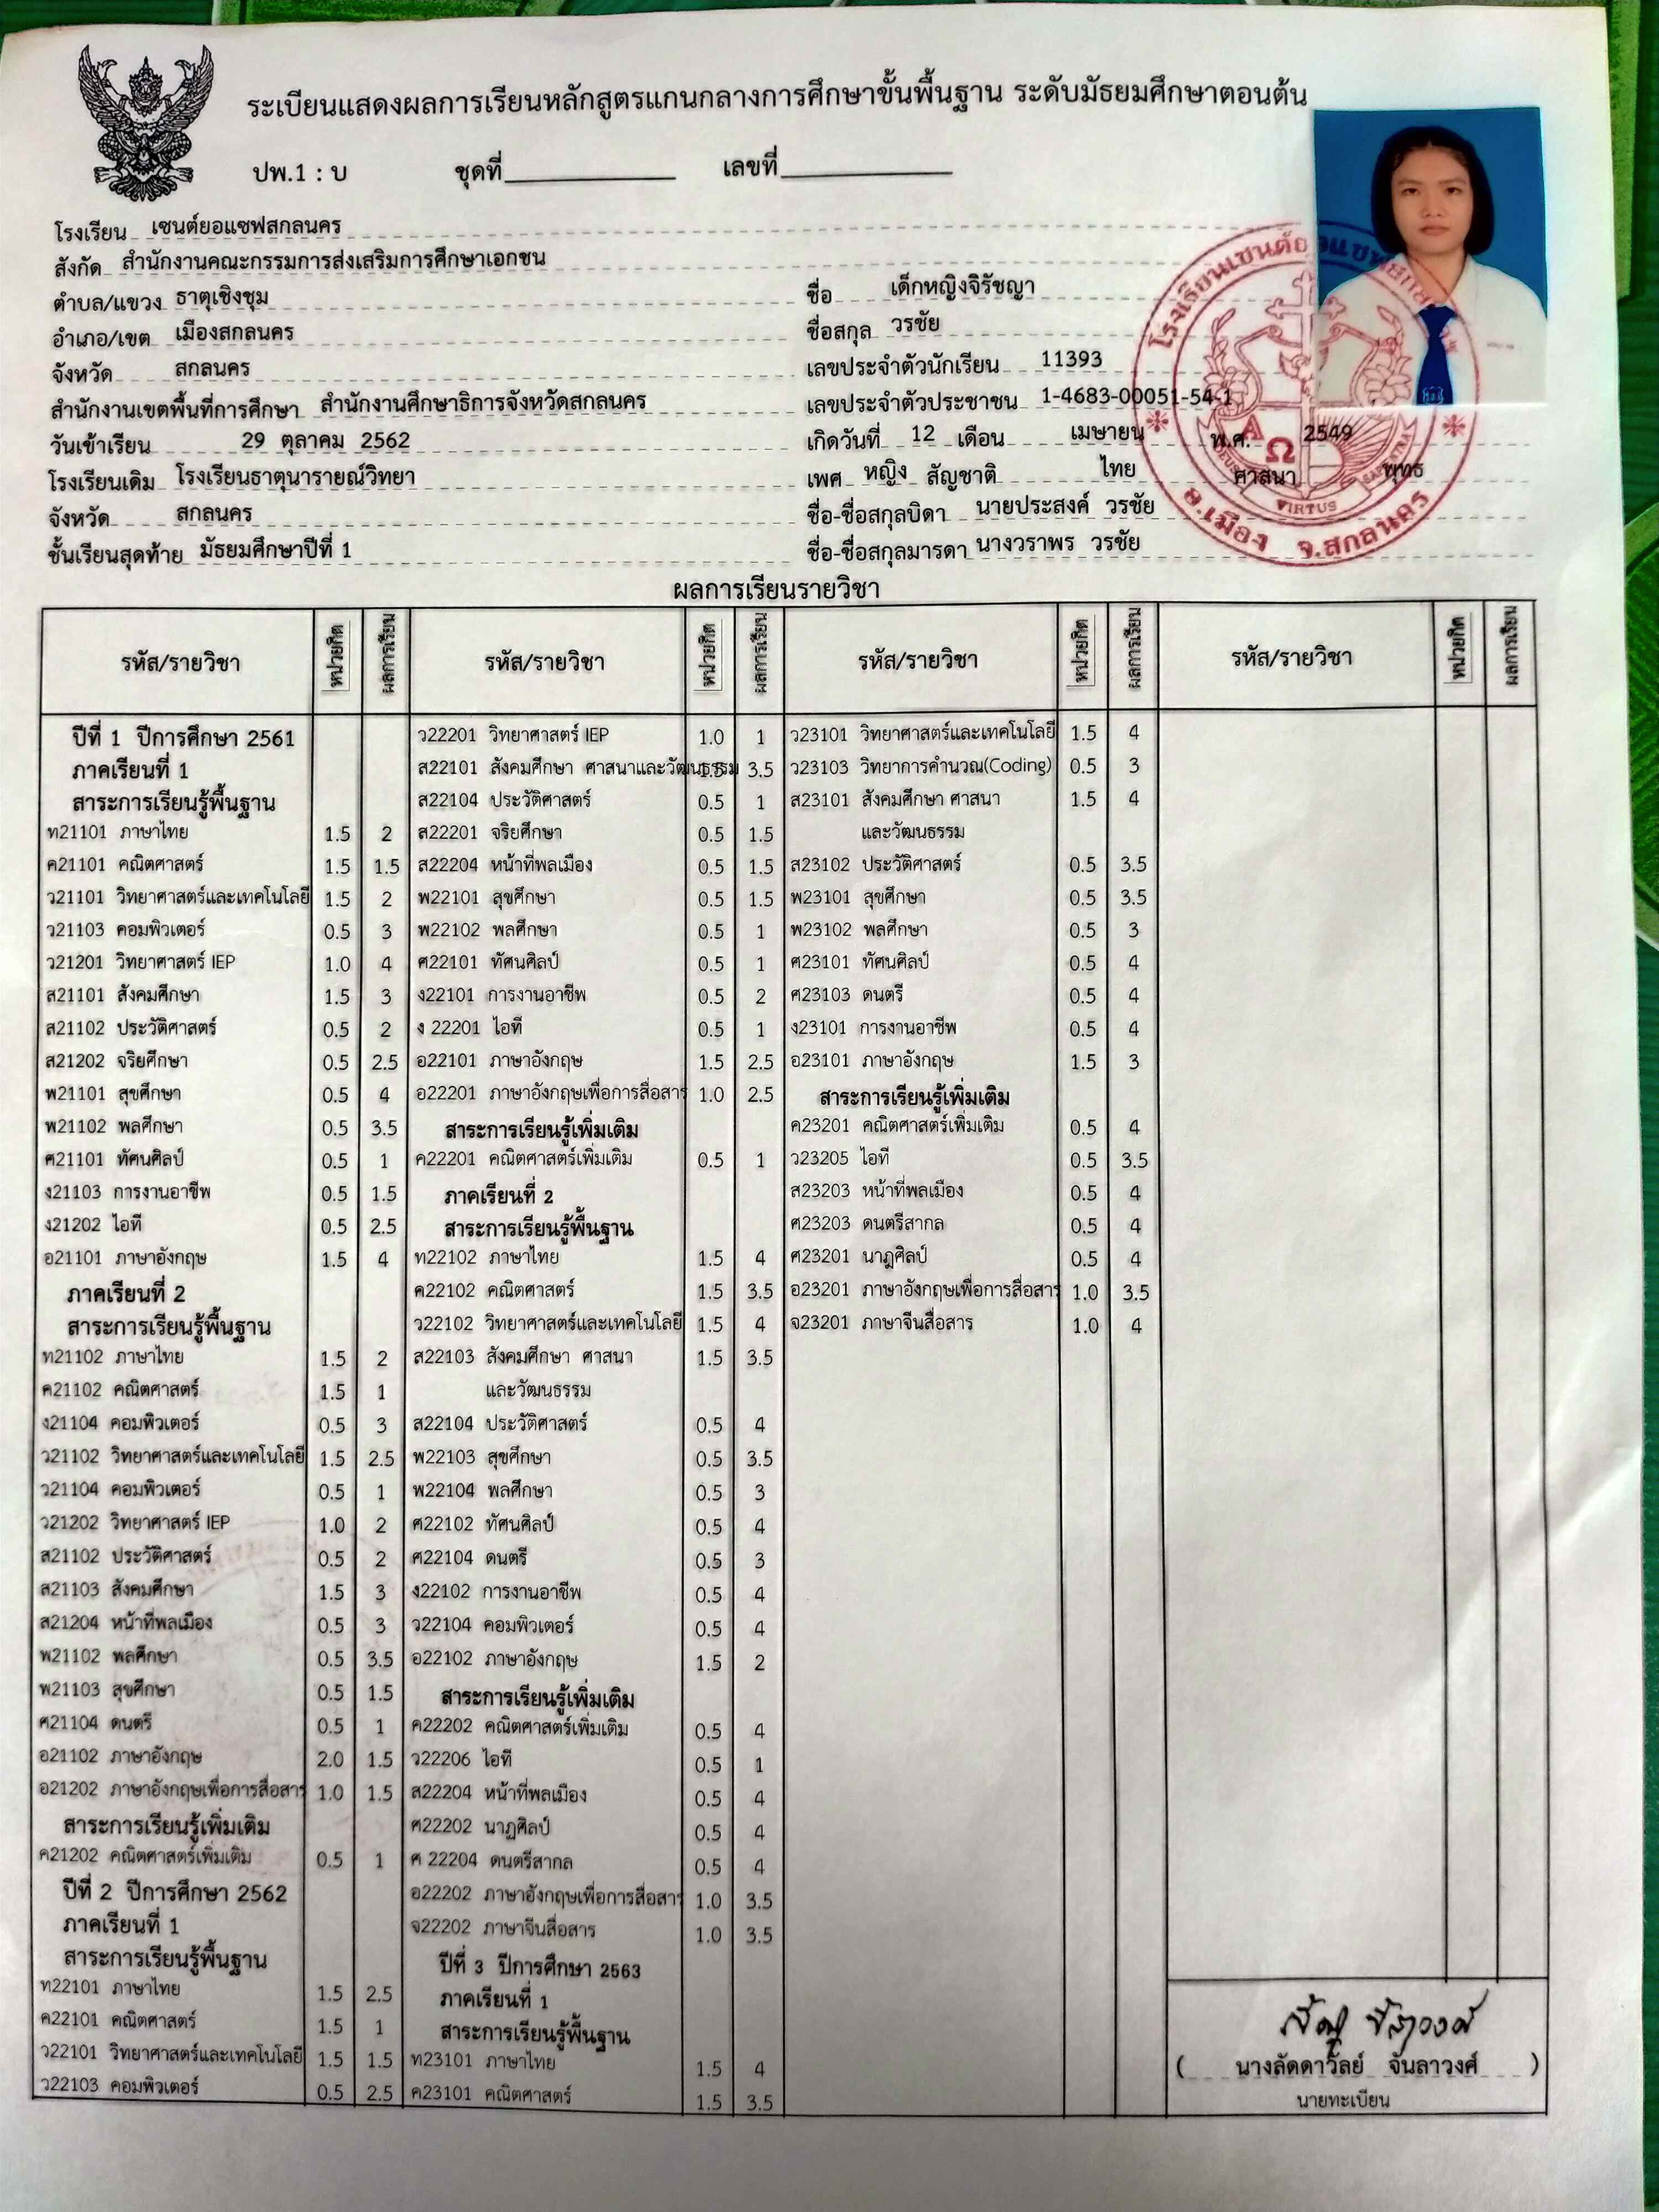 ระเบียนแสดงผลการเรียนหลักสูตรแกนกลางการศึกษาขั้นพื้นฐาน ระดับมัธยมศึกษาตอนต้น
ปพ.1 : บ ชุดที่ เลขที่
โรงเรียน เซนต์ยอแซฟสกลนคร
สังกัด สำนักงานคณะกรรมการส่งเสริมการศึกษาเอกชน
ตำบล/แขวง ธาตุเชิงชุม
อำเภอ/เขต เมืองสกลนคร
จังหวัด สกลนคร
สำนักงานเขตพื้นที่การศึกษา สำนักงานศึกษาธิการจังหวัดสกลนคร
วันเข้าเรียน 29 ตุลาคม 2562
โรงเรียนเดิม โรงเรียนธาตุนารายณ์วิทยา
จังหวัด สกลนคร
ชั้นเรียนสุดท้าย มัธยมศึกษาปีที่ 1
ชื่อ เด็กหญิงจิรัชญา
ชื่อสกุล วรชัย
เลขประจำตัวนักเรียน 11393
เลขประจำตัวประชาชน 1-4683-00051-54-1
เกิดวันที่ 12 เดือน เมษายน พ.ศ. 2549
เพศ หญิง สัญชาติ ไทย ศาสนา พุทธ
ชื่อ-ชื่อสกุลบิดา นายประสงค์ วรชัย
ชื่อ-ชื่อสกุลมารดา นางวราพร วรชัย
VIRTUS
อ.เมือง จ.สกลนคร
ผลการเรียนรายวิชา
รหัส/รายวิชา หน่วยกิต ผลการเรียน
ปีที่ 1 ปีการศึกษา 2561
ภาคเรียนที่ 1
สาระการเรียนรู้พื้นฐาน
ท21101 ภาษาไทย 1.5 2
ค21101 คณิตศาสตร์ 1.5 1.5
ว21101 วิทยาศาสตร์และเทคโนโลยี 1.5 2
ว21103 คอมพิวเตอร์ 0.5 3
ว21201 วิทยาศาสตร์ IEP 1.0 4
ส21101 สังคมศึกษา 1.5 3
ส21102 ประวัติศาสตร์ 0.5 2
ส21202 จริยศึกษา 0.5 2.5
พ21101 สุขศึกษา 0.5 4
พ21102 พลศึกษา 0.5 3.5
ศ21101 ทัศนศิลป์ 0.5 1
ง21103 การงานอาชีพ 0.5 1.5
ง21202 ไอที 0.5 2.5
อ21101 ภาษาอังกฤษ 1.5 4
ภาคเรียนที่ 2
สาระการเรียนรู้พื้นฐาน
ท21102 ภาษาไทย 1.5 2
ค21102 คณิตศาสตร์ 1.5 1
ง21104 คอมพิวเตอร์ 0.5 3
ว21102 วิทยาศาสตร์และเทคโนโลยี 1.5 2.5
ว21104 คอมพิวเตอร์ 0.5 1
ว21202 วิทยาศาสตร์ IEP 1.0 2
ส21102 ประวัติศาสตร์ 0.5 2
ส21103 สังคมศึกษา 1.5 3
ส21204 หน้าที่พลเมือง 0.5 3
พ21102 พลศึกษา 0.5 3.5
พ21103 สุขศึกษา 0.5 1.5
ศ21104 ดนตรี 0.5 1
อ21102 ภาษาอังกฤษ 2.0 1.5
อ21202 ภาษาอังกฤษเพื่อการสื่อสาร 1.0 1.5
สาระการเรียนรู้เพิ่มเติม
ค21202 คณิตศาสตร์เพิ่มเติม 0.5 1
ปีที่ 2 ปีการศึกษา 2562
ภาคเรียนที่ 1
สาระการเรียนรู้พื้นฐาน
ท22101 ภาษาไทย 1.5 2.5
ค22101 คณิตศาสตร์ 1.5 1
ว22101 วิทยาศาสตร์และเทคโนโลยี 1.5 1.5
ว22103 คอมพิวเตอร์ 0.5 2.5
รหัส/รายวิชา หน่วยกิต ผลการเรียน
ว22201 วิทยาศาสตร์ IEP 1.0 1
ส22101 สังคมศึกษา ศาสนาและวัฒนธรรม 1.5 3.5
ส22104 ประวัติศาสตร์ 0.5 1
ส22201 จริยศึกษา 0.5 1.5
ส22204 หน้าที่พลเมือง 0.5 1.5
พ22101 สุขศึกษา 0.5 1.5
พ22102 พลศึกษา 0.5 1
ศ22101 ทัศนศิลป์ 0.5 1
ง22101 การงานอาชีพ 0.5 2
ง 22201 ไอที 0.5 1
อ22101 ภาษาอังกฤษ 1.5 2.5
อ22201 ภาษาอังกฤษเพื่อการสื่อสาร 1.0 2.5
สาระการเรียนรู้เพิ่มเติม
ค22201 คณิตศาสตร์เพิ่มเติม 0.5 1
ภาคเรียนที่ 2
สาระการเรียนรู้พื้นฐาน
ท22102 ภาษาไทย 1.5 4
ค22102 คณิตศาสตร์ 1.5 3.5
ว22102 วิทยาศาสตร์และเทคโนโลยี 1.5 4
ส22103 สังคมศึกษา ศาสนา 1.5 3.5
และวัฒนธรรม
ส22104 ประวัติศาสตร์ 0.5 4
พ22103 สุขศึกษา 0.5 3.5
พ22104 พลศึกษา 0.5 3
ศ22102 ทัศนศิลป์ 0.5 4
ศ22104 ดนตรี 0.5 3
ง22102 การงานอาชีพ 0.5 4
ว22104 คอมพิวเตอร์ 0.5 4
อ22102 ภาษาอังกฤษ 1.5 2
สาระการเรียนรู้เพิ่มเติม
ค22202 คณิตศาสตร์เพิ่มเติม 0.5 4
ว22206 ไอที 0.5 1
ส22204 หน้าที่พลเมือง 0.5 4
ศ22202 นาฏศิลป์ 0.5 4
ศ 22204 ดนตรีสากล 0.5 4
อ22202 ภาษาอังกฤษเพื่อการสื่อสาร 1.0 3.5
จ22202 ภาษาจีนสื่อสาร 1.0 3.5
ปีที่ 3 ปีการศึกษา 2563
ภาคเรียนที่ 1
สาระการเรียนรู้พื้นฐาน
ท23101 ภาษาไทย 1.5 4
ค23101 คณิตศาสตร์ 1.5 3.5
รหัส/รายวิชา หน่วยกิต ผลการเรียน
ว23101 วิทยาศาสตร์และเทคโนโลยี 1.5 4
ว23103 วิทยาการคำนวณ(Coding) 0.5 3
ส23101 สังคมศึกษา ศาสนา 1.5 4
และวัฒนธรรม
ส23102 ประวัติศาสตร์ 0.5 3.5
พ23101 สุขศึกษา 0.5 3.5
พ23102 พลศึกษา 0.5 3
ศ23101 ทัศนศิลป์ 0.5 4
ศ23103 ดนตรี 0.5 4
ง23101 การงานอาชีพ 0.5 4
อ23101 ภาษาอังกฤษ 1.5 3
สาระการเรียนรู้เพิ่มเติม
ค23201 คณิตศาสตร์เพิ่มเติม 0.5 4
ว23205 ไอที 0.5 3.5
ส23203 หน้าที่พลเมือง 0.5 4
ศ23203 ดนตรีสากล 0.5 4
ศ23201 นาฏศิลป์ 0.5 4
อ23201 ภาษาอังกฤษเพื่อการสื่อสาร 1.0 3.5
จ23201 ภาษาจีนสื่อสาร 1.0 4
รหัส/รายวิชา หน่วยกิต ผลการเรียน
( นางลัดดาวัลย์ จันลาวงศ์ )
นายทะเบียน